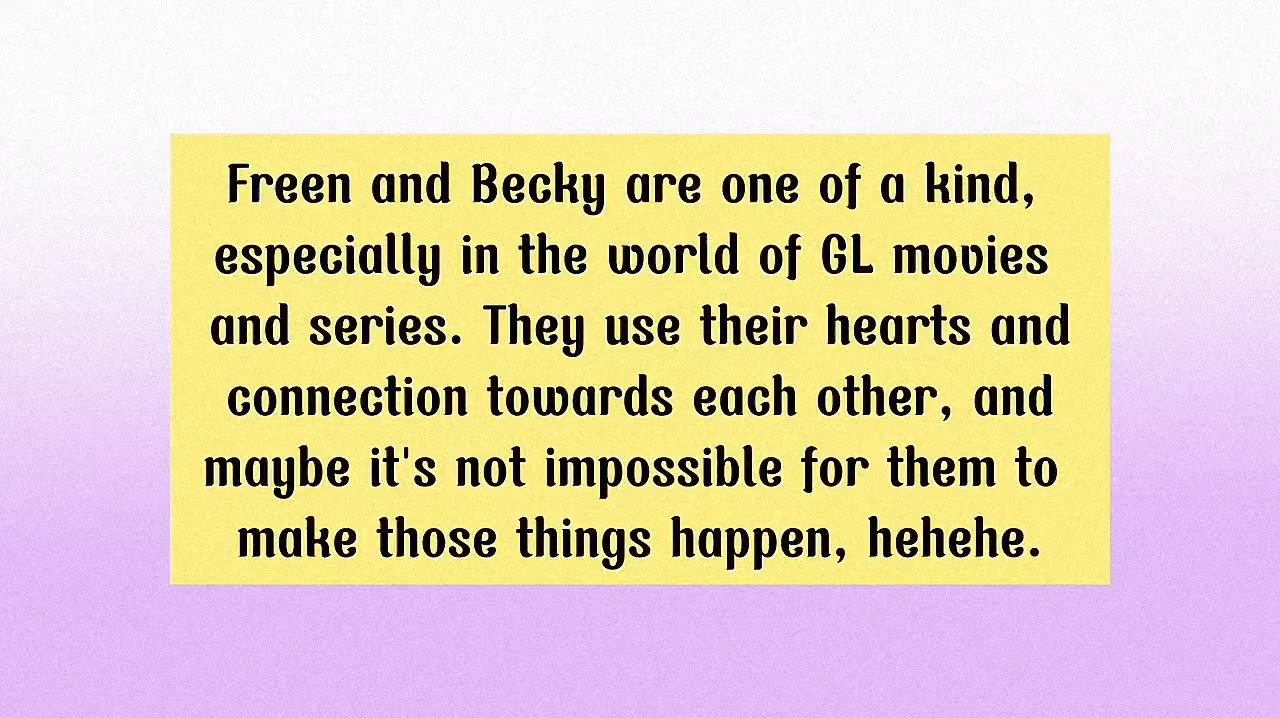 Freen and Becky are one of a kind,
especially in the world of GL movies
and series. They use their hearts and
connection towards each other, and
maybe it's not impossible for them to
make those things happen, hehehe.